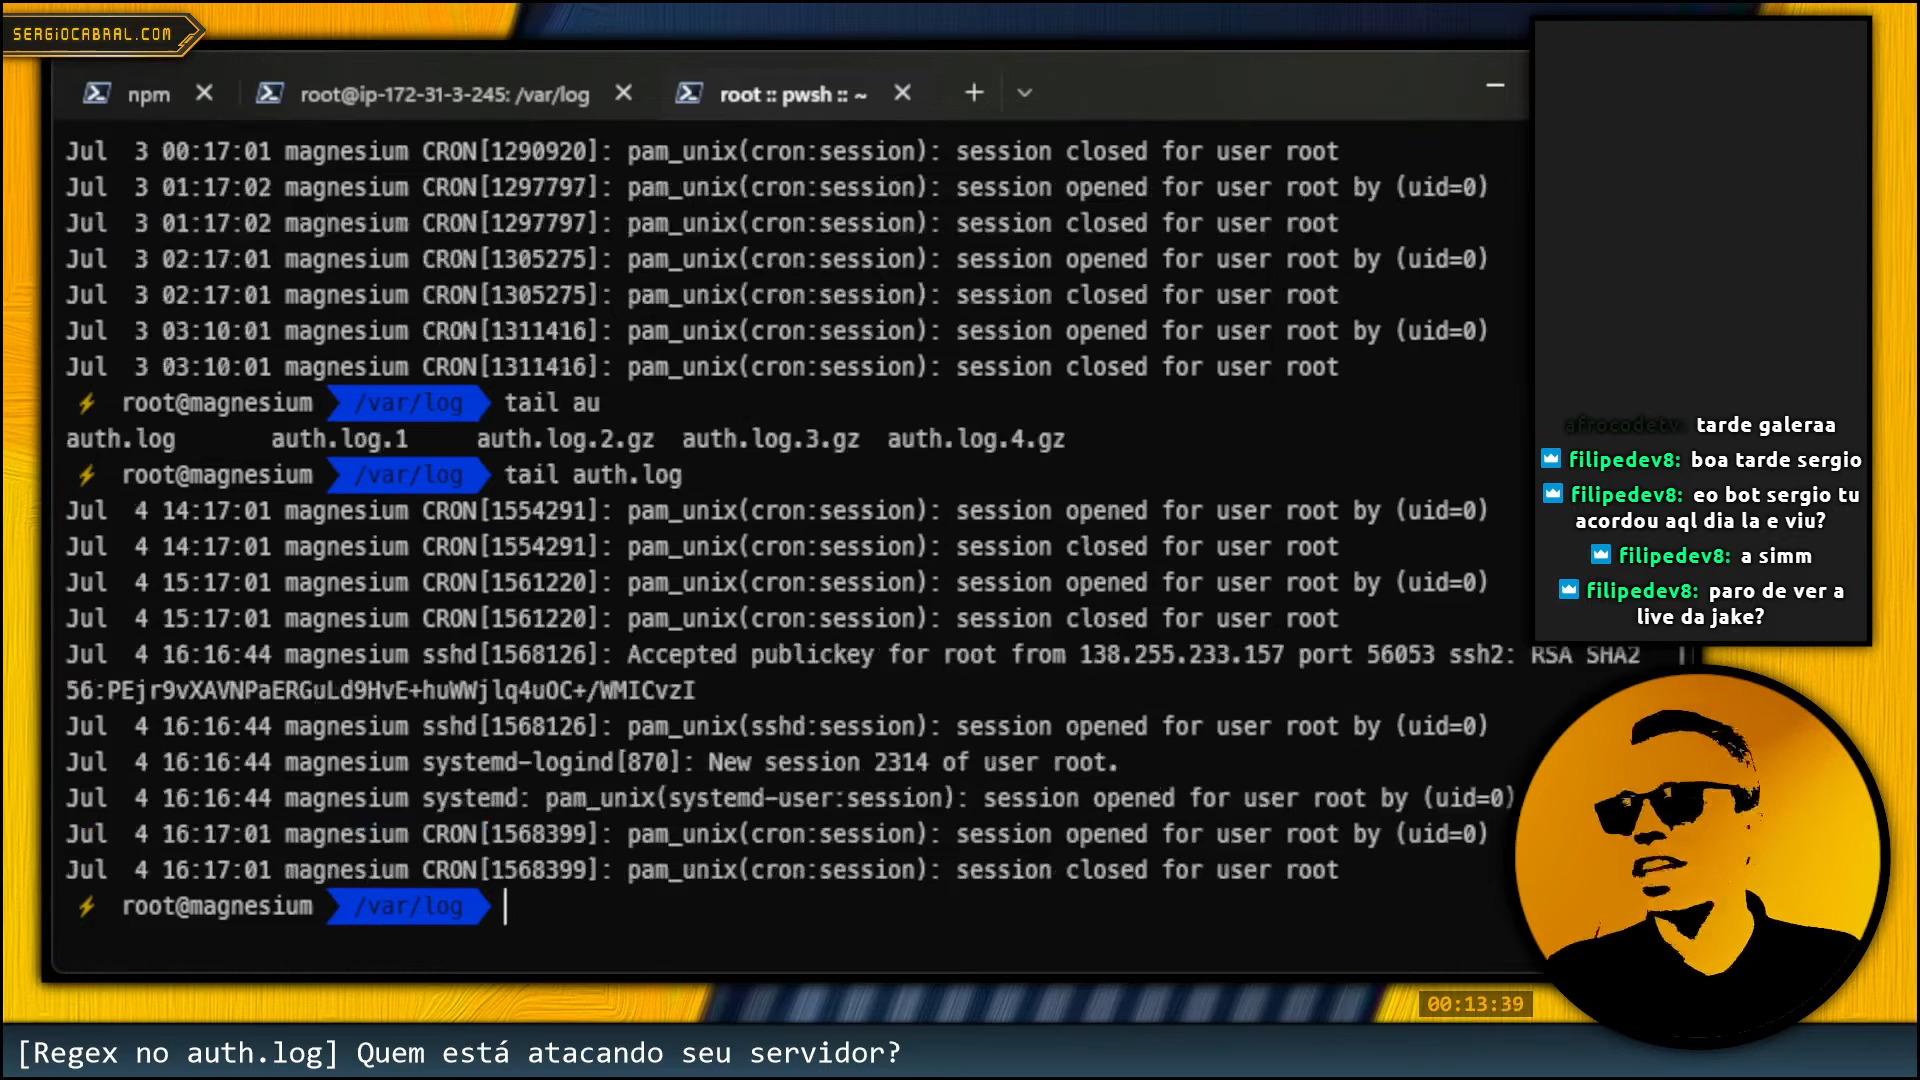 SERGIOCABRAL.COM
npm
root@ip-172-31-3-245: /var/log
root :: pwsh :: ~
Jul  3 00:17:01 magnesium CRON[1290920]: pam_unix(cron:session): session closed for user root
Jul  3 01:17:02 magnesium CRON[1297797]: pam_unix(cron:session): session opened for user root by (uid=0)
Jul  3 01:17:02 magnesium CRON[1297797]: pam_unix(cron:session): session closed for user root
Jul  3 02:17:01 magnesium CRON[1305275]: pam_unix(cron:session): session opened for user root by (uid=0)
Jul  3 02:17:01 magnesium CRON[1305275]: pam_unix(cron:session): session closed for user root
Jul  3 03:10:01 magnesium CRON[1311416]: pam_unix(cron:session): session opened for user root by (uid=0)
Jul  3 03:10:01 magnesium CRON[1311416]: pam_unix(cron:session): session closed for user root
root@magnesium /var/log tail au
auth.log auth.log.1 auth.log.2.gz auth.log.3.gz auth.log.4.gz
root@magnesium /var/log tail auth.log
Jul  4 14:17:01 magnesium CRON[1554291]: pam_unix(cron:session): session opened for user root by (uid=0)
Jul  4 14:17:01 magnesium CRON[1554291]: pam_unix(cron:session): session closed for user root
Jul  4 15:17:01 magnesium CRON[1561220]: pam_unix(cron:session): session opened for user root by (uid=0)
Jul  4 15:17:01 magnesium CRON[1561220]: pam_unix(cron:session): session closed for user root
Jul  4 16:16:44 magnesium sshd[1568126]: Accepted publickey for root from 138.255.233.157 port 56053 ssh2: RSA SHA2
56:PEjr9vXAVNPaERGuLd9HvE+huWWjlq4uOC+/WMICvzI
Jul  4 16:16:44 magnesium sshd[1568126]: pam_unix(sshd:session): session opened for user root by (uid=0)
Jul  4 16:16:44 magnesium systemd-logind[870]: New session 2314 of user root.
Jul  4 16:16:44 magnesium systemd: pam_unix(systemd-user:session): session opened for user root by (uid=0)
Jul  4 16:17:01 magnesium CRON[1568399]: pam_unix(cron:session): session opened for user root by (uid=0)
Jul  4 16:17:01 magnesium CRON[1568399]: pam_unix(cron:session): session closed for user root
root@magnesium /var/log
afrocodetv: tarde galeraa
filipedev8: boa tarde sergio
filipedev8: eo bot sergio tu
acordou aql dia la e viu?
filipedev8: a simm
filipedev8: paro de ver a
live da jake?
00:13:39
[Regex no auth.log] Quem está atacando seu servidor?